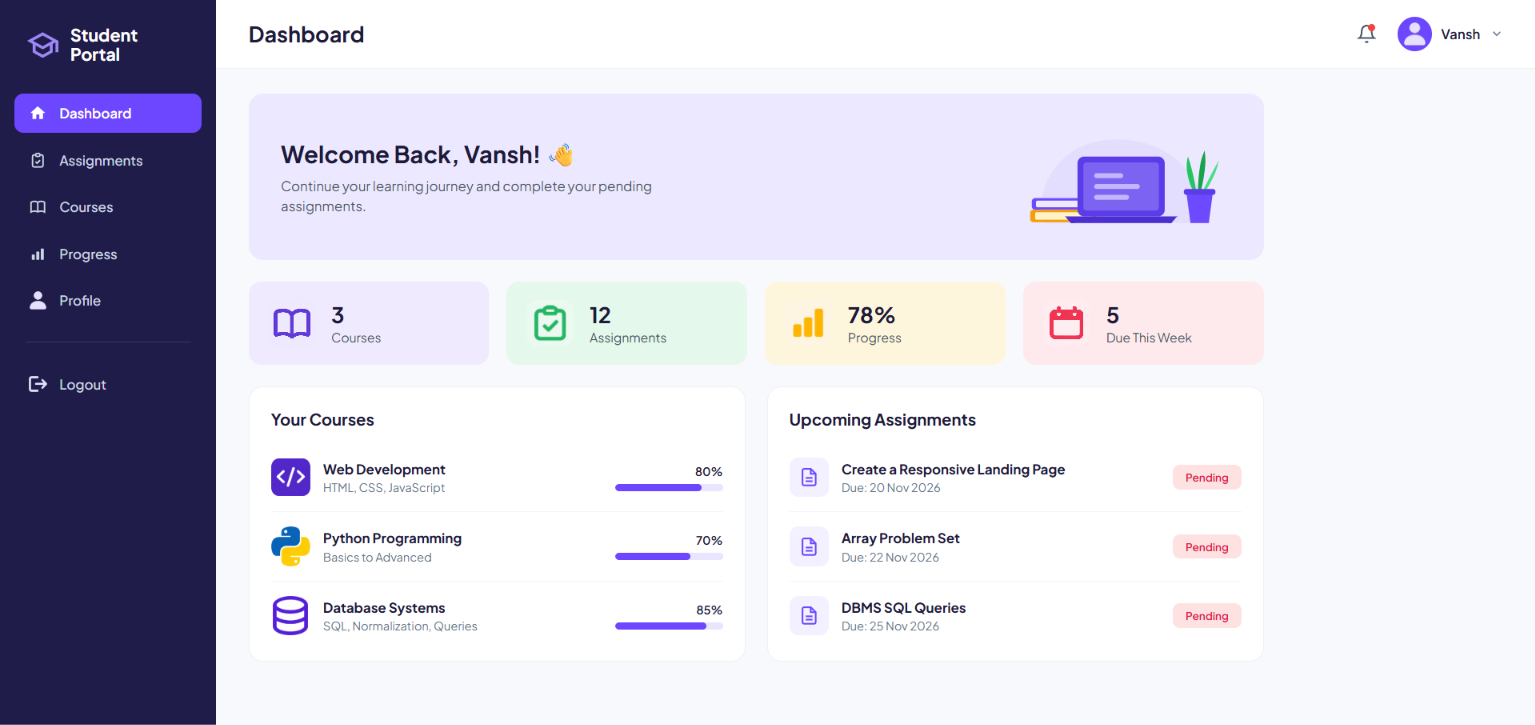 Student
Portal
Dashboard
Assignments
Courses
Progress
Profile
Logout
Dashboard
Vansh
Welcome Back, Vansh! 👋
Continue your learning journey and complete your pending
assignments.
3
Courses
12
Assignments
78%
Progress
5
Due This Week
Your Courses
Web Development
HTML, CSS, JavaScript
80%
Python Programming
Basics to Advanced
70%
Database Systems
SQL, Normalization, Queries
85%
Upcoming Assignments
Create a Responsive Landing Page
Due: 20 Nov 2026
Pending
Array Problem Set
Due: 22 Nov 2026
Pending
DBMS SQL Queries
Due: 25 Nov 2026
Pending